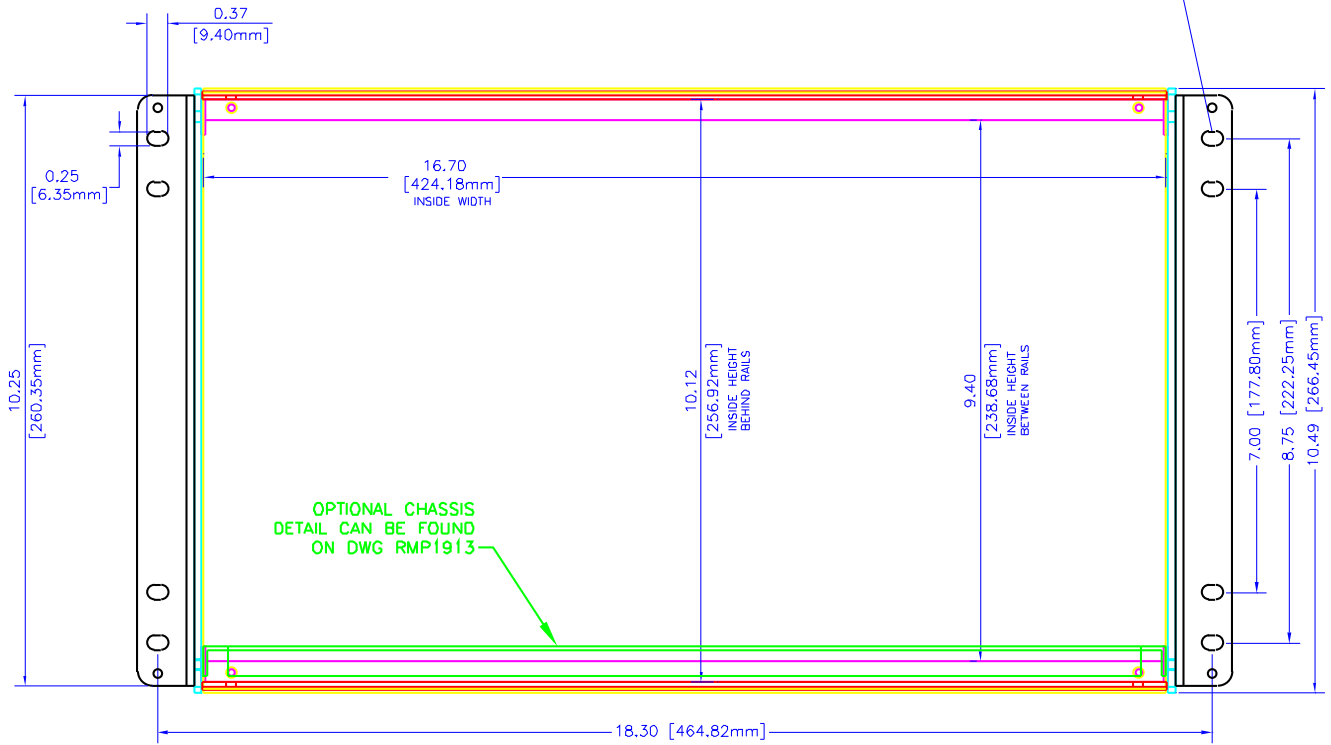 0.37
[9.40mm]
0.25
[6.35mm]
16.70
[424.18mm]
INSIDE WIDTH
10.25
[260.35mm]
10.12
[256.92mm]
INSIDE HEIGHT
BEHIND RAILS
9.40
[238.68mm]
INSIDE HEIGHT
BETWEEN RAILS
7.00 [177.80mm]
8.75 [222.25mm]
10.49 [266.45mm]
OPTIONAL CHASSIS
DETAIL CAN BE FOUND
ON DWG RMP1913
18.30 [464.82mm]